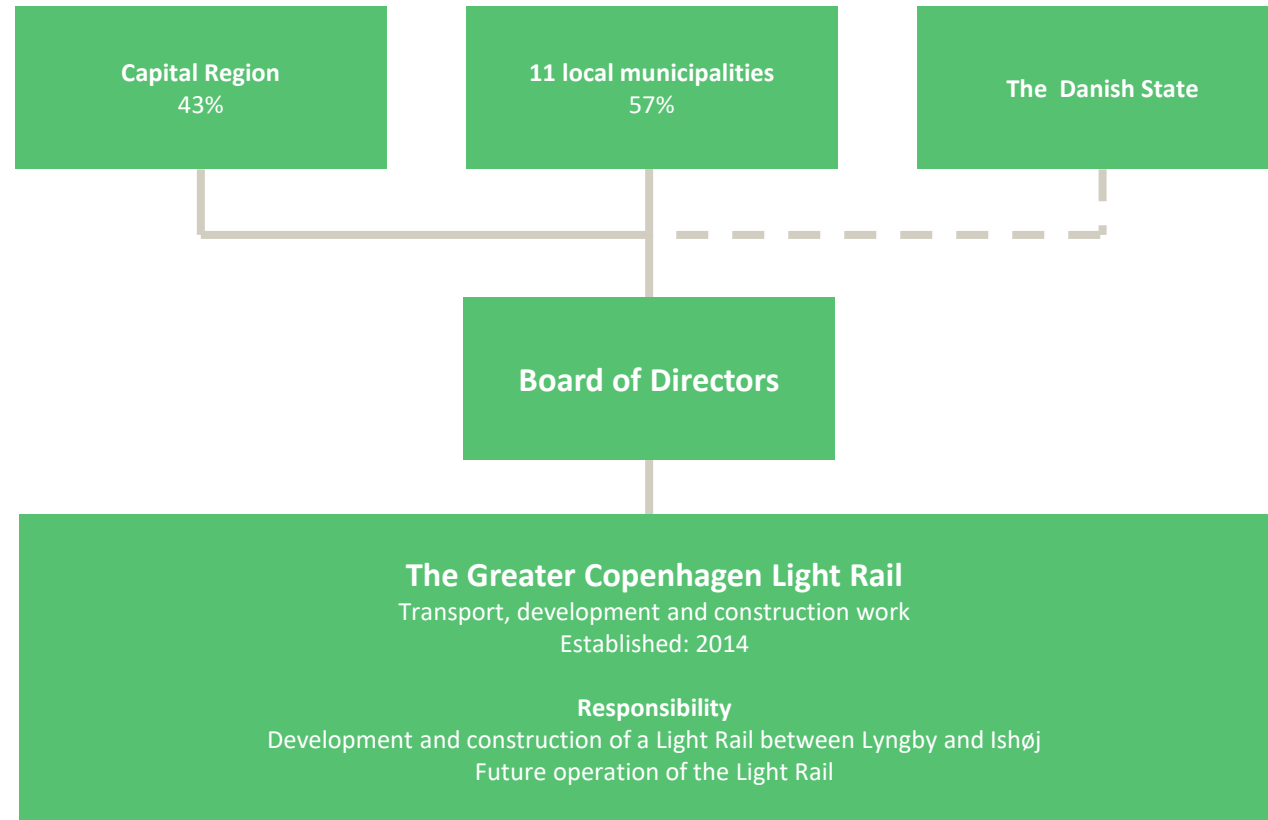 Capital Region
43%
11 local municipalities
57%
The Danish State
Board of Directors
The Greater Copenhagen Light Rail
Transport, development and construction work
Established: 2014
Responsibility
Development and construction of a Light Rail between Lyngby and Ishøj
Future operation of the Light Rail